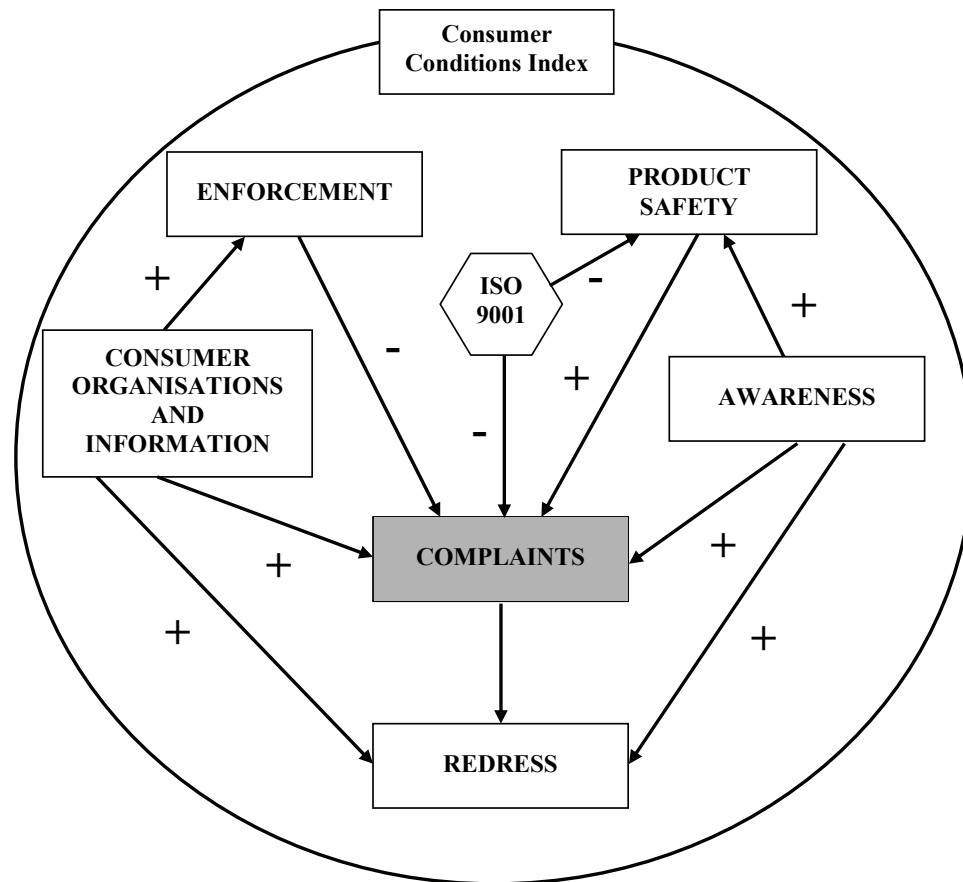 Consumer
Conditions Index
ENFORCEMENT
PRODUCT
SAFETY
ISO
9001
+
-
+
-
+
CONSUMER
ORGANISATIONS
AND
INFORMATION
AWARENESS
-
COMPLAINTS
+
+
+
+
REDRESS